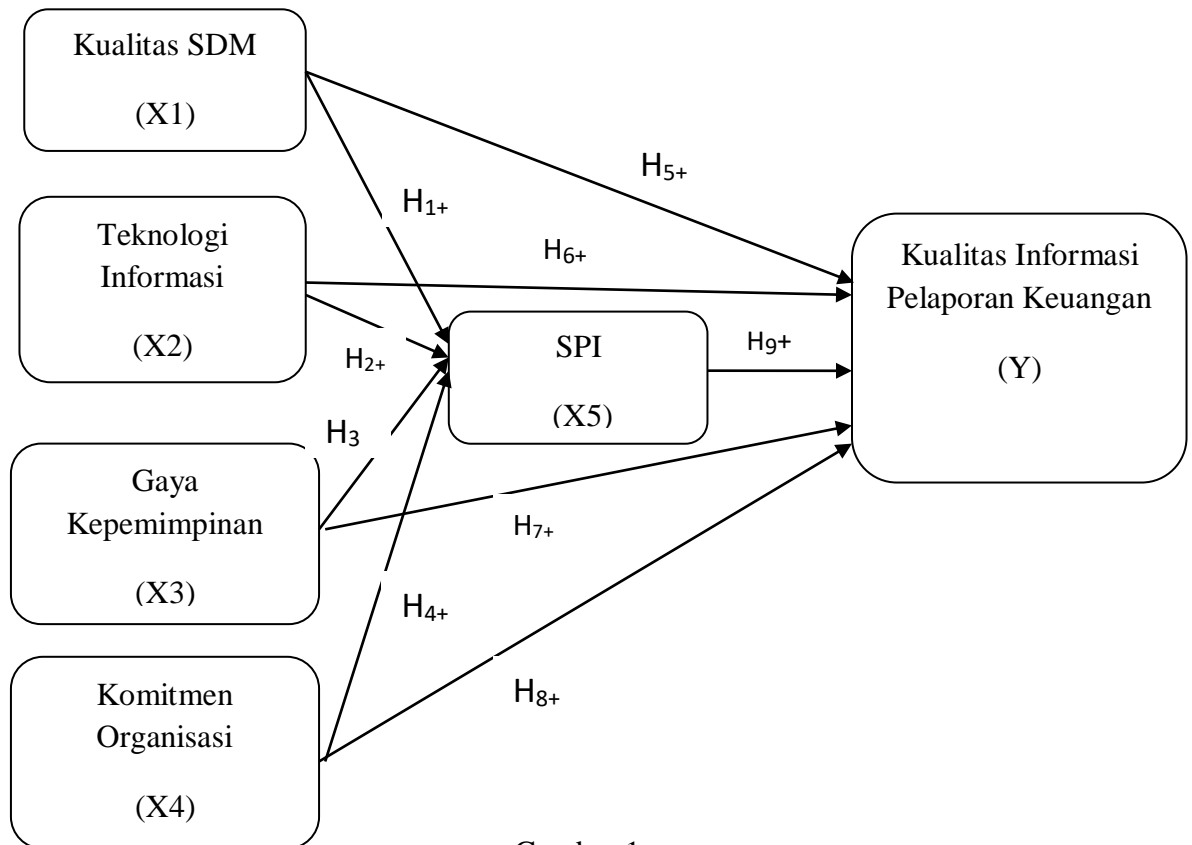 Kualitas SDM
(X1)
H5+
H1+
Teknologi
Informasi
(X2)
H6+
Kualitas Informasi
Pelaporan Keuangan
(Y)
H2+
SPI
(X5)
H9+
H3
Gaya
Kepemimpinan
(X3)
H7+
H4+
Komitmen
Organisasi
(X4)
H8+